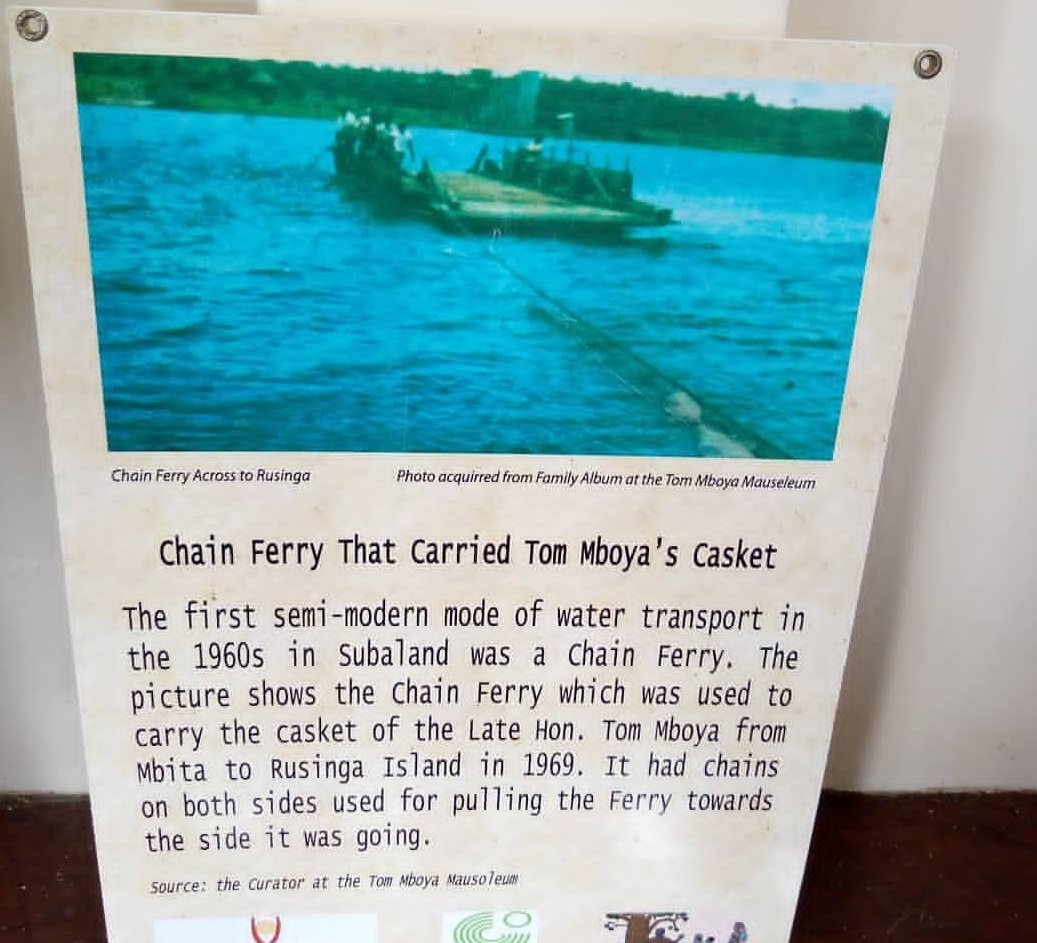 Chain Ferry Across to Rusinga
Photo acquirred from Family Album at the Tom Mboya Mauseleum
Chain Ferry That Carried Tom Mboya's Casket
The first semi-modern mode of water transport in
the 1960s in Subaland was a Chain Ferry. The
picture shows the Chain Ferry which was used to
carry the casket of the Late Hon. Tom Mboya from
Mbita to Rusinga Island in 1969. It had chains
on both sides used for pulling the Ferry towards
the side it was going.
Source: the Curator at the Tom Mboya Mausoleum